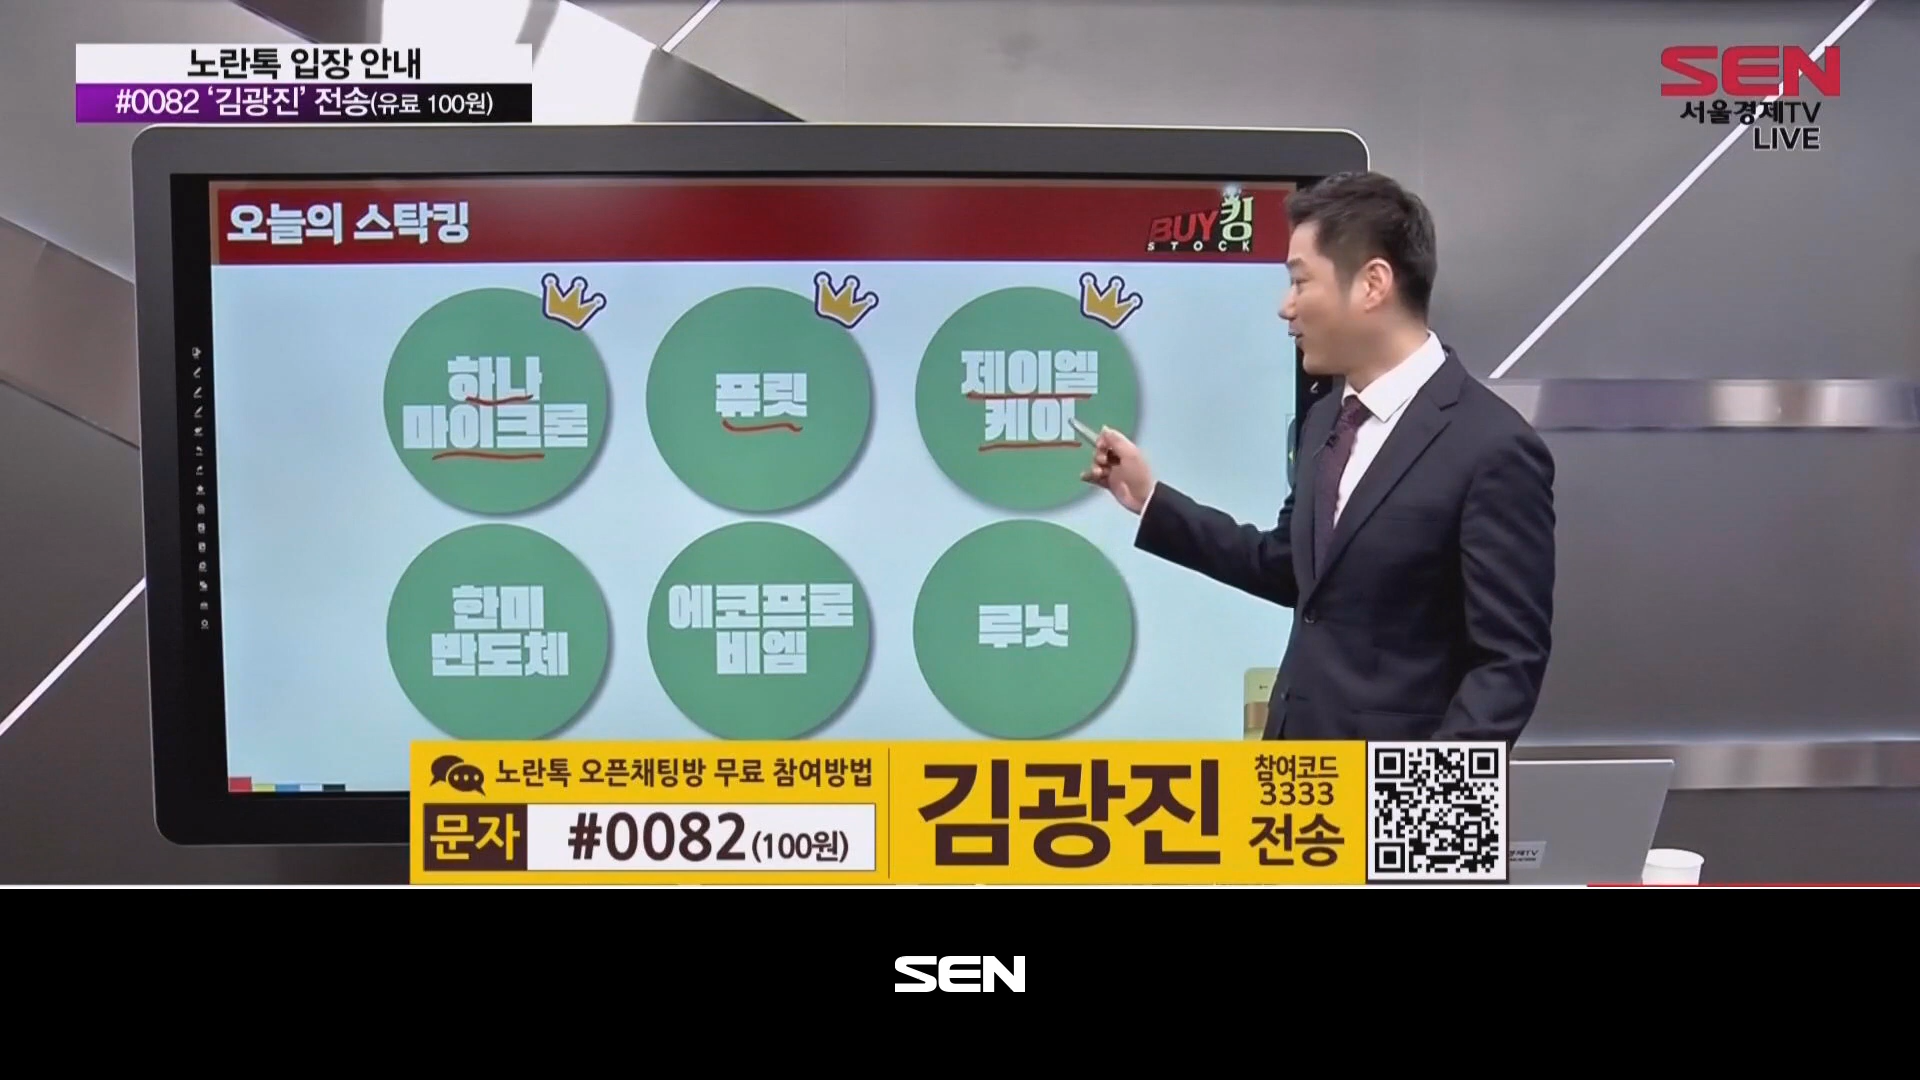 노란톡 입장 안내
#0082 ‘김광진’ 전송(유료 100원)
SEN
서울경제TV
LIVE
오늘의 스탁킹
BUY킹
STOCK
하나
마이크론
퓨릿
제이엘
케이
한미
반도체
에코프로
비엠
루닛
노란톡 오픈채팅방 무료 참여방법
문자 #0082(100원)
김광진
참여코드
3333
전송
SEN